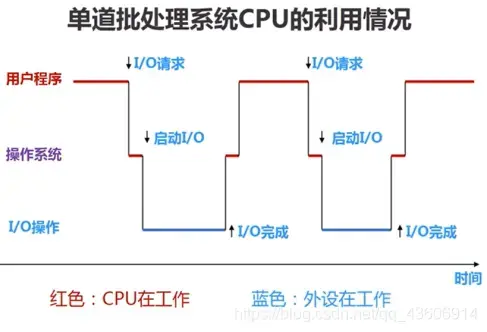 单道批处理系统CPU的利用情况
I/O请求
I/O请求
用户程序
启动I/O
启动I/O
操作系统
I/O操作
I/O完成
I/O完成
时间
红色：CPU在工作
蓝色：外设在工作
https://blog.csdn.net/qq_43606914